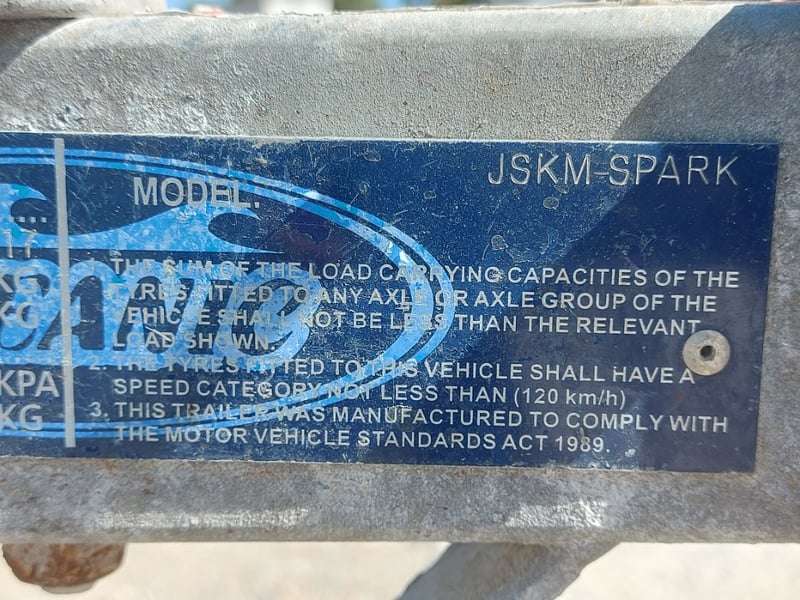 MODEL: JSKM-SPARK
....
17
KG
KG
KPA
KG
1. THE SUM OF THE LOAD CARRYING CAPACITIES OF THE
TYRES FITTED TO ANY AXLE OR AXLE GROUP OF THE
VEHICLE SHALL NOT BE LESS THAN THE RELEVANT
LOAD SHOWN.
2. THE TYRES FITTED TO THIS VEHICLE SHALL HAVE A
SPEED CATEGORY NOT LESS THAN (120 km/h)
3. THIS TRAILER WAS MANUFACTURED TO COMPLY WITH
THE MOTOR VEHICLE STANDARDS ACT 1989.